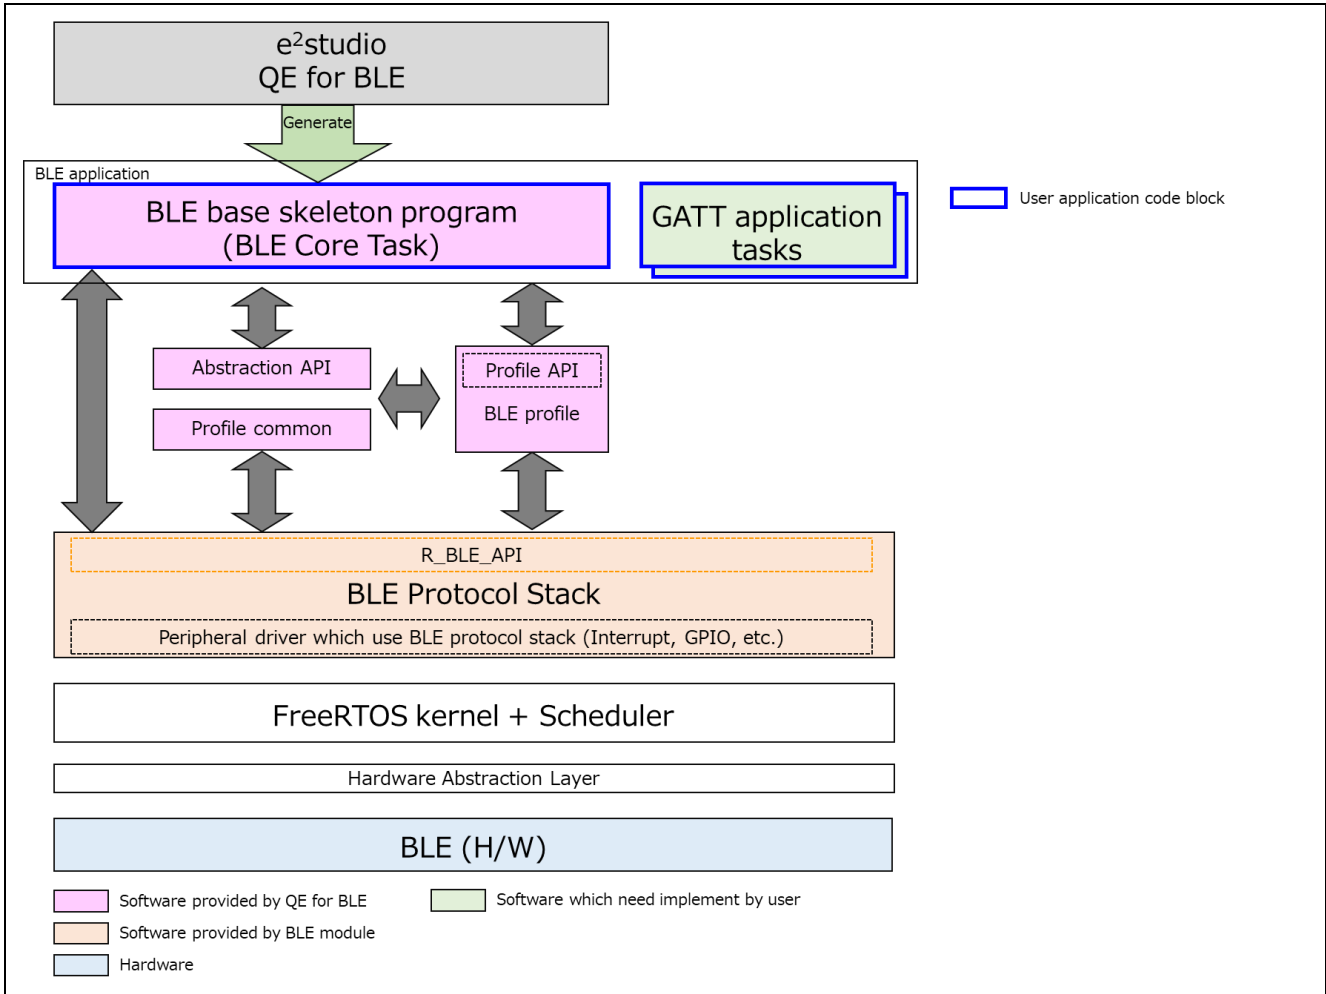 e²studio
QE for BLE
Generate
BLE application
BLE base skeleton program
(BLE Core Task)
GATT application
tasks
User application code block
Abstraction API
Profile API
Profile common
BLE profile
R_BLE_API
BLE Protocol Stack
Peripheral driver which use BLE protocol stack (Interrupt, GPIO, etc.)
FreeRTOS kernel + Scheduler
Hardware Abstraction Layer
BLE (H/W)
Software provided by QE for BLE
Software which need implement by user
Software provided by BLE module
Hardware